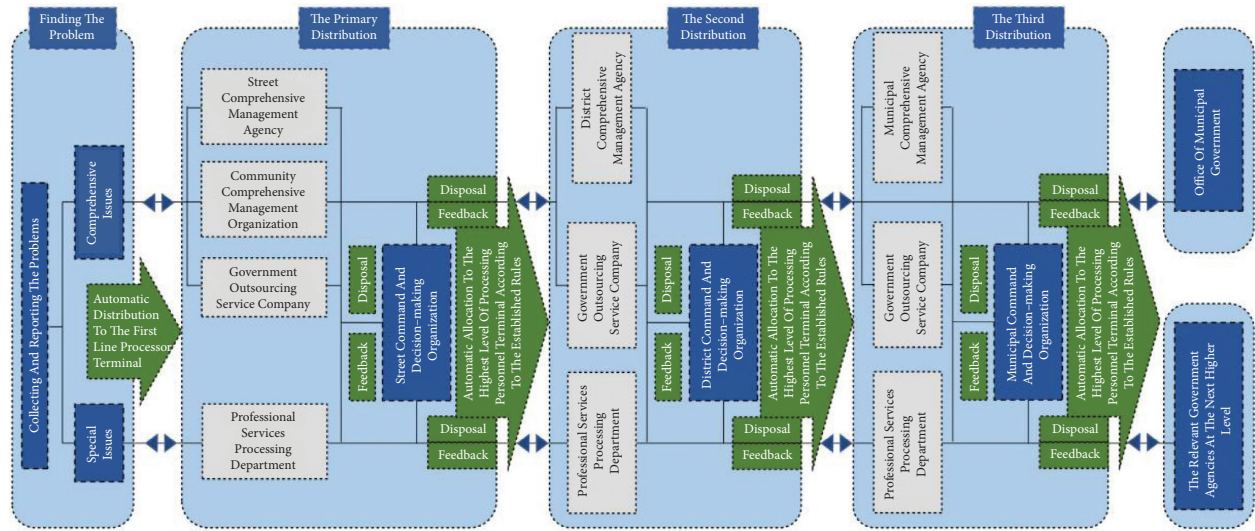 Finding The
Problem
Collecting And Reporting The Problems
Comprehensive
Issues
Special Issues
Automatic
Distribution
To The First
Line Processor
Terminal
The Primary
Distribution
Street
Comprehensive
Management
Agency
Community
Comprehensive
Management
Organization
Government
Outsourcing
Service Company
Professional
Services
Processing
Department
Disposal
Feedback
Street Command And
Decision-making
Organization
Disposal
Feedback
Automatic Allocation To The
Highest Level Of Processing
Personnel Terminal According
To The Established Rules
Disposal
Feedback
The Second
Distribution
District
Comprehensive
Management Agency
Government
Outsourcing
Service Company
Professional Services
Processing
Department
Disposal
Feedback
District Command And
Decision-making
Organization
Disposal
Feedback
Automatic Allocation To The
Highest Level Of Processing
Personnel Terminal According
To The Established Rules
Disposal
Feedback
The Third
Distribution
Municipal
Comprehensive
Management Agency
Government
Outsourcing
Service Company
Professional Services
Processing
Department
Disposal
Feedback
Municipal Command
And Decision-making
Organization
Disposal
Feedback
Automatic Allocation To The
Highest Level Of Processing
Personnel Terminal According
To The Established Rules
Disposal
Feedback
Office Of Municipal
Government
The Relevant Government
Agencies At The Next Higher
Level